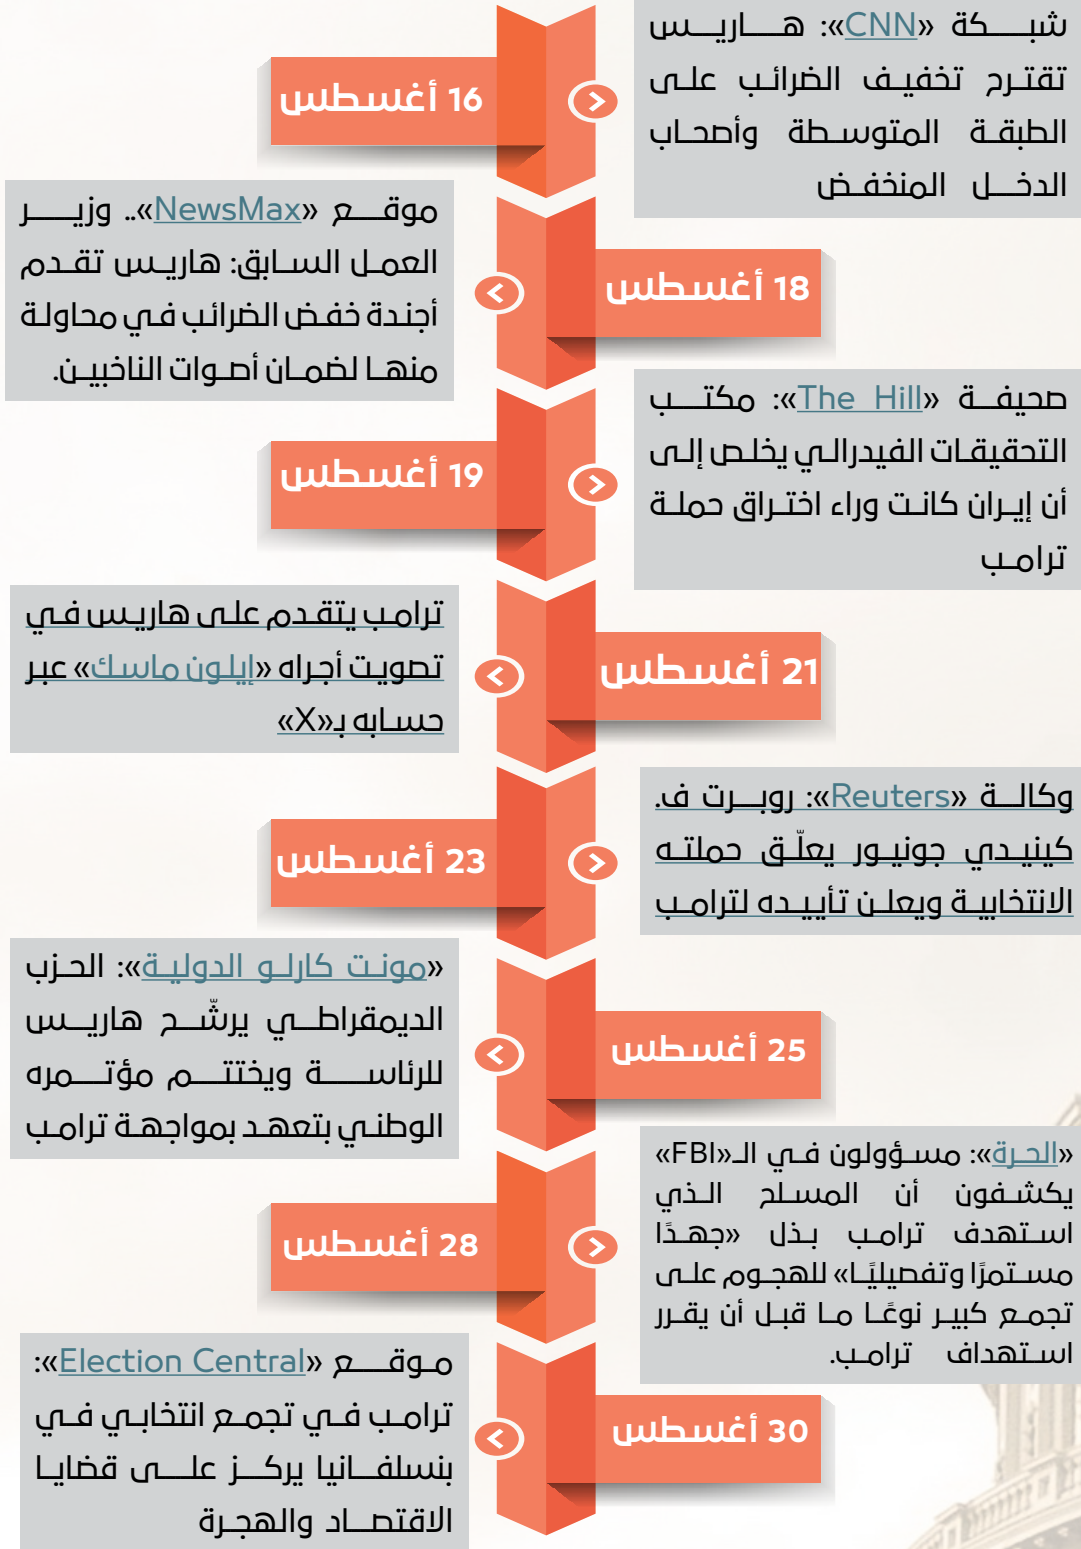 16 أغسطس
شبكة «CNN»: هاريس
تقترح تخفيف الضرائب على
الطبقة المتوسطة وأصحاب
الدخل المنخفض
18 أغسطس
موقع «NewsMax».. وزير
العمل السابق: هاريس تقدم
أجندة خفض الضرائب في محاولة
منها لضمان أصوات الناخبين.
19 أغسطس
صحيفة «The Hill»: مكتب
التحقيقات الفيدرالي يخلص إلى
أن إيران كانت وراء اختراق حملة
ترامب
21 أغسطس
ترامب يتقدم على هاريس في
تصويت أجراه «إيلون ماسك» عبر
حسابه بـ«X»
23 أغسطس
وكالة «Reuters»: روبرت ف.
كينيدي جونيور يعلّق حملته
الانتخابية ويعلن تأييده لترامب
25 أغسطس
«مونت كارلو الدولية»: الحزب
الديمقراطي يرشّح هاريس
للرئاسة ويختتم مؤتمره
الوطني بتعهد بمواجهة ترامب
28 أغسطس
«الحرة»: مسؤولون في الـ«FBI»
يكشفون أن المسلح الذي
استهدف ترامب بذل «جهدًا
مستمرًا وتفصيليًا» للهجوم على
تجمع كبير نوعًا ما قبل أن يقرر
استهداف ترامب.
30 أغسطس
موقع «Election Central»:
ترامب في تجمع انتخابي في
بنسلفانيا يركز على قضايا
الاقتصاد والهجرة